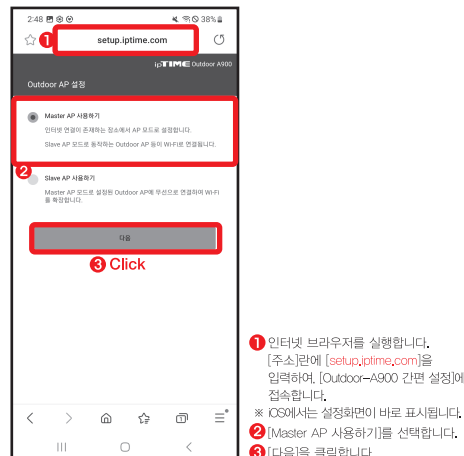 2:48 38%
1 setup.iptime.com
ipTIME Outdoor A900
Outdoor AP 설정
Master AP 사용하기
인터넷 연결이 존재하는 장소에서 AP 모드로 설정합니다.
Slave AP 모드로 동작하는 Outdoor AP 들이 Wi-Fi로 연결됩니다.
2
Slave AP 사용하기
Master AP 모드로 설정된 Outdoor AP에 무선으로 연결하여 Wi-Fi
를 확장합니다.
다음
3 Click
1 인터넷 브라우저를 실행합니다.
[주소]란에 [setup.iptime.com]을
입력하여, [Outdoor-A900 간편 설정]에
접속합니다.
※ iOS에서는 설정화면이 바로 표시됩니다.
2 [Master AP 사용하기]를 선택합니다.
3 [다음]을 클릭합니다